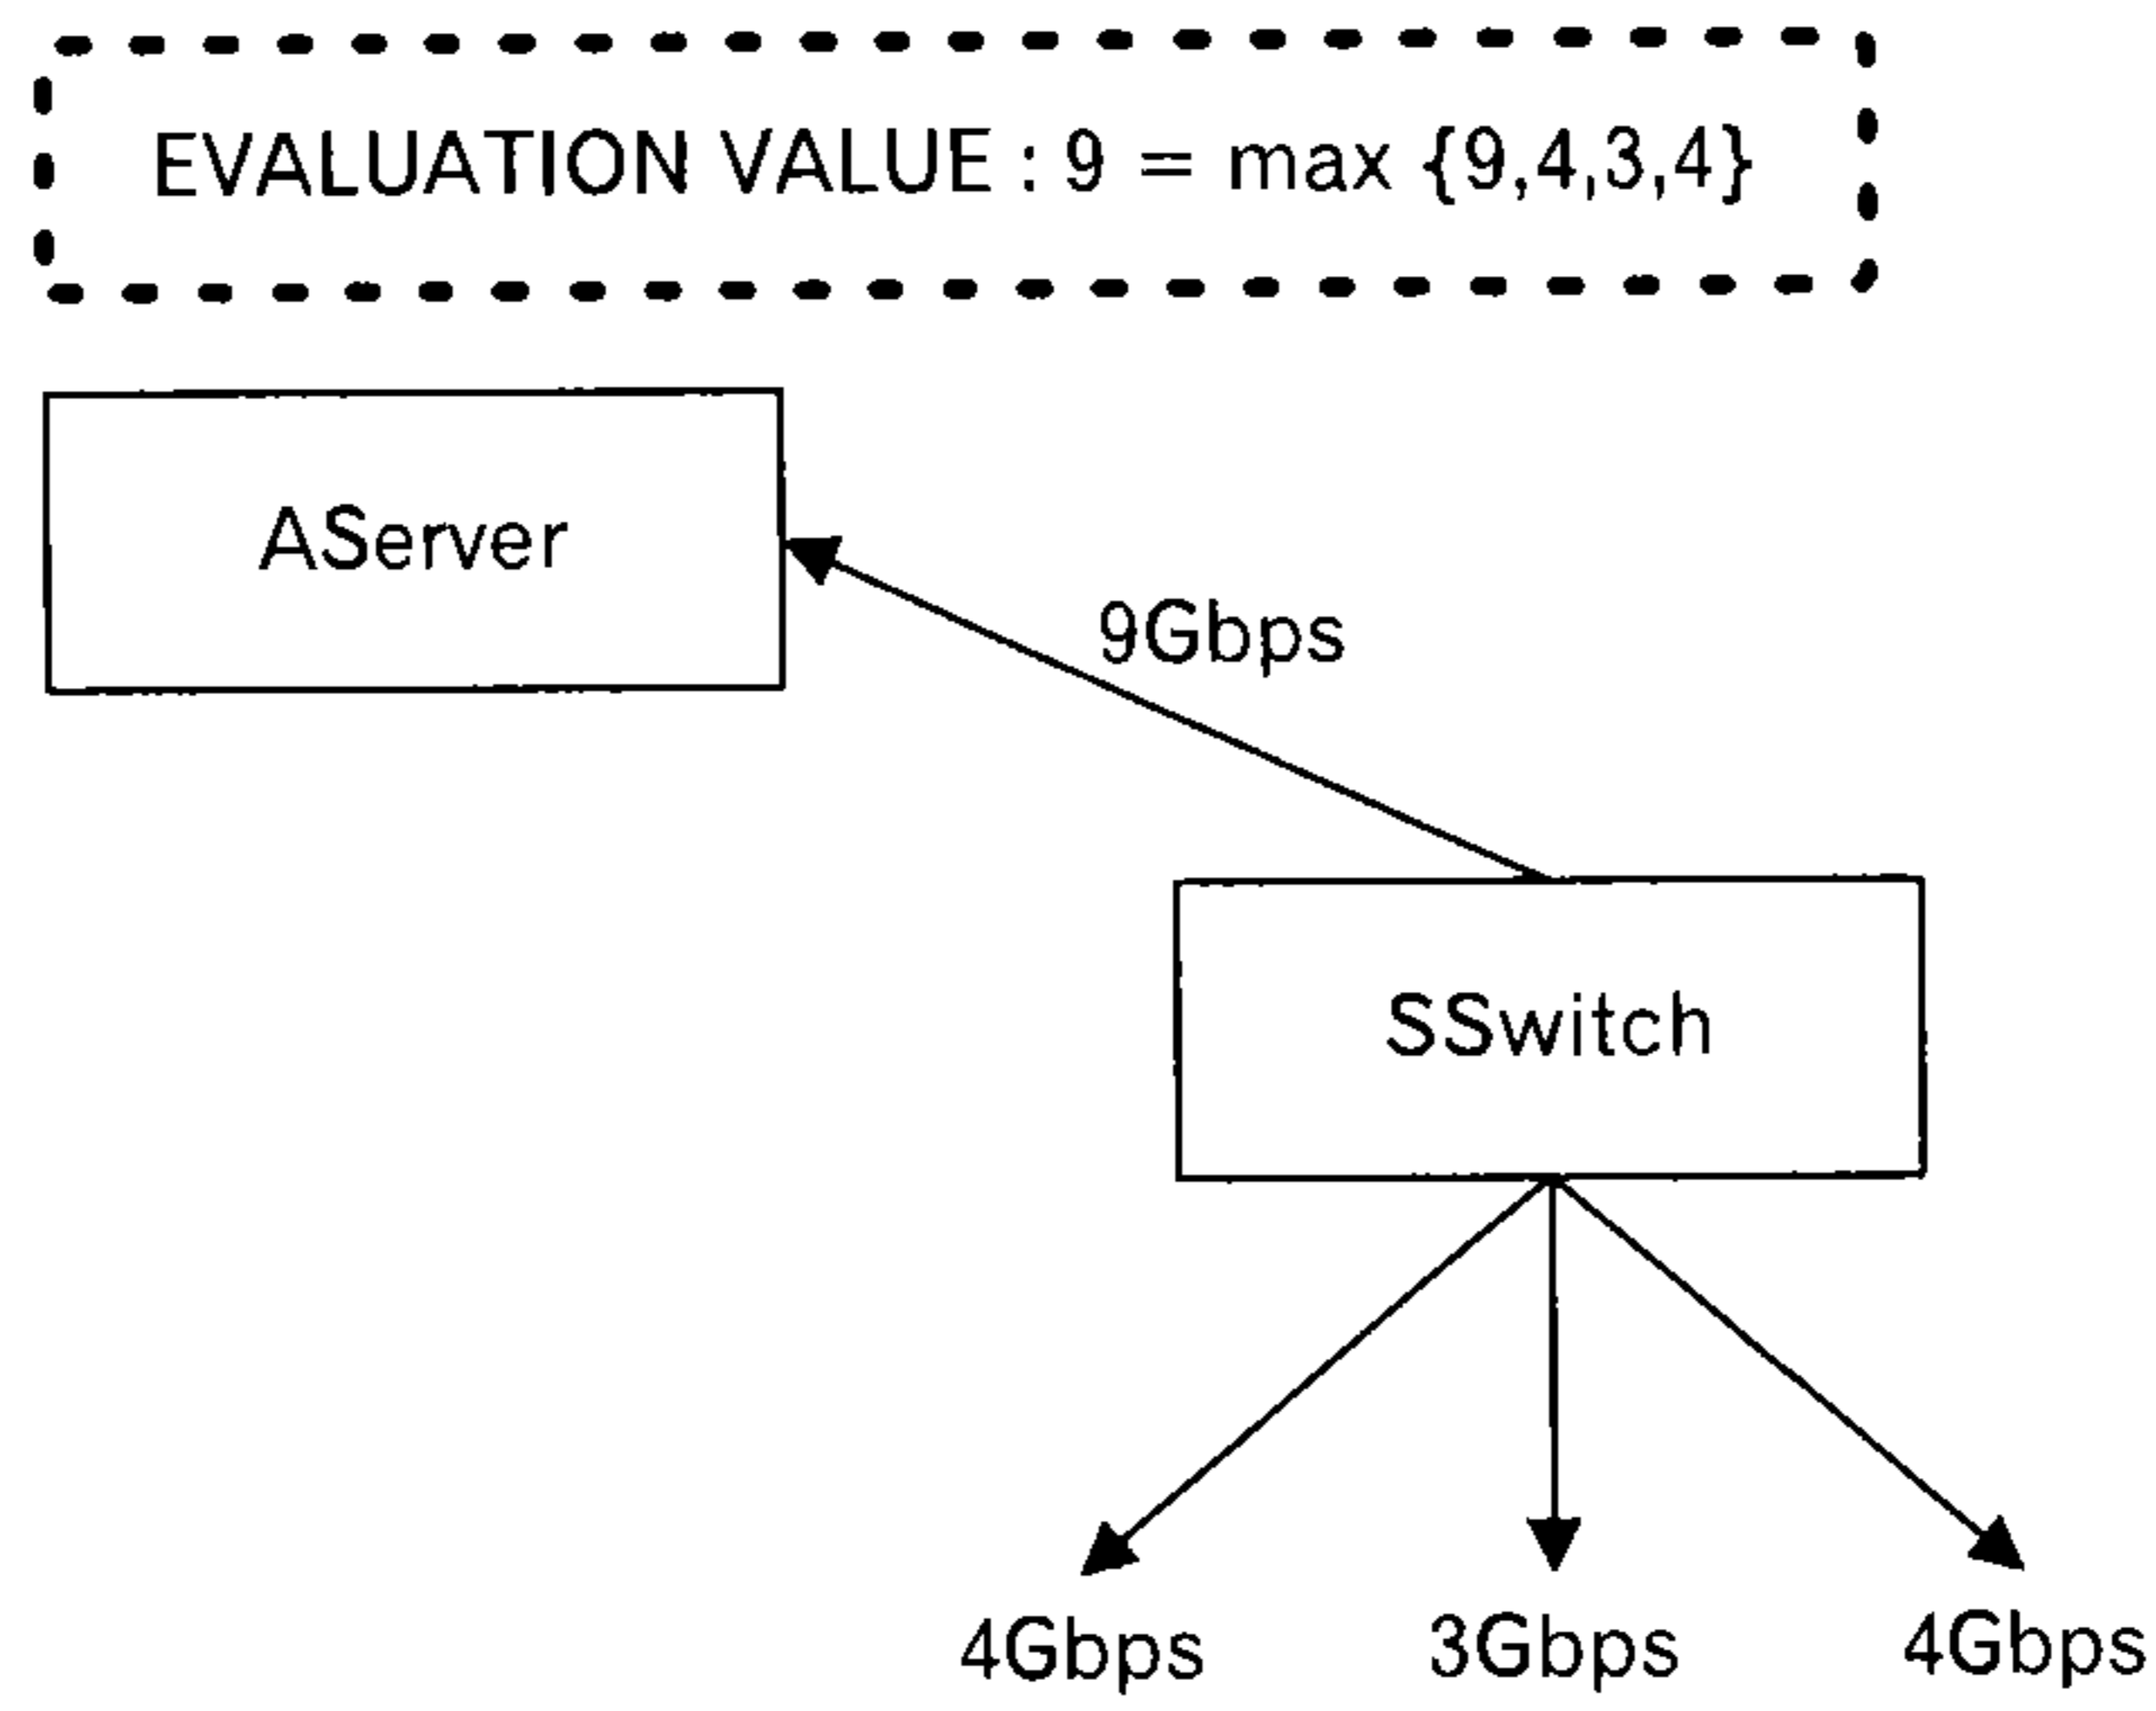 EVALUATION VALUE : 9 = max {9,4,3,4}
AServer
9Gbps
SSwitch
4Gbps 3Gbps 4Gbps